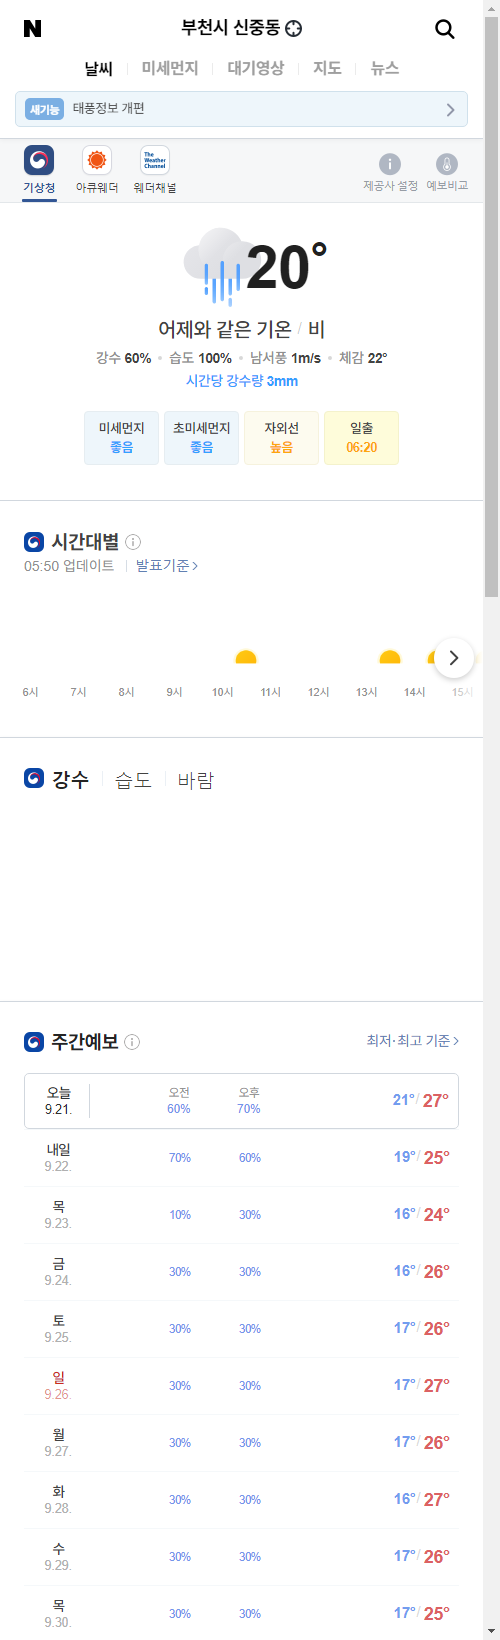 N 부천시 신중동
날씨 미세먼지 대기영상 지도 뉴스
새기능 태풍정보 개편
The Weather Channel
기상청 아큐웨더 웨더채널 제공사 설정 예보비교
20°
어제와 같은 기온 / 비
강수 60% 습도 100% 남서풍 1m/s 체감 22°
시간당 강수량 3mm
미세먼지 초미세먼지 자외선 일출
좋음 좋음 높음 06:20
시간대별
05:50 업데이트 발표기준
6시 7시 8시 9시 10시 11시 12시 13시 14시 15시
강수 습도 바람
주간예보 최저·최고 기준
오늘 오전 오후
9.21. 60% 70% 21° / 27°
내일
9.22. 70% 60% 19° / 25°
목
9.23. 10% 30% 16° / 24°
금
9.24. 30% 30% 16° / 26°
토
9.25. 30% 30% 17° / 26°
일
9.26. 30% 30% 17° / 27°
월
9.27. 30% 30% 17° / 26°
화
9.28. 30% 30% 16° / 27°
수
9.29. 30% 30% 17° / 26°
목
9.30. 30% 30% 17° / 25°